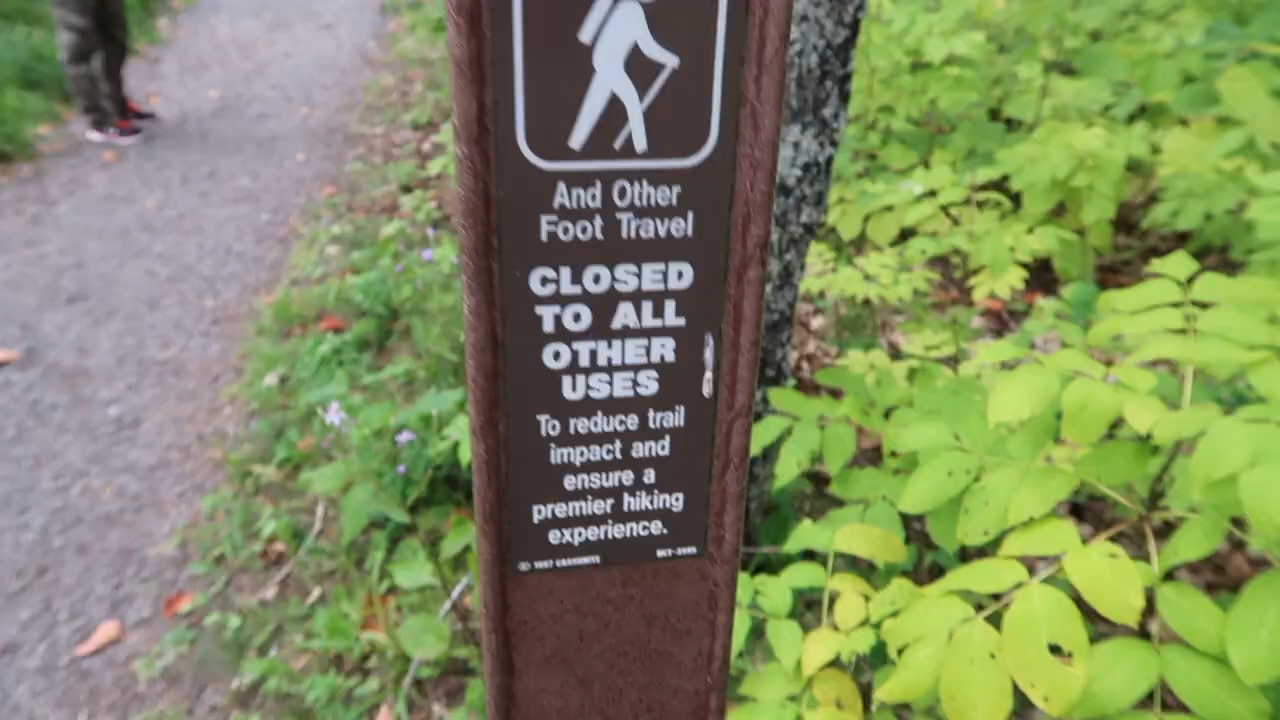 And Other
Foot Travel
CLOSED
TO ALL
OTHER
USES
To reduce trail
impact and
ensure a
premier hiking
experience.